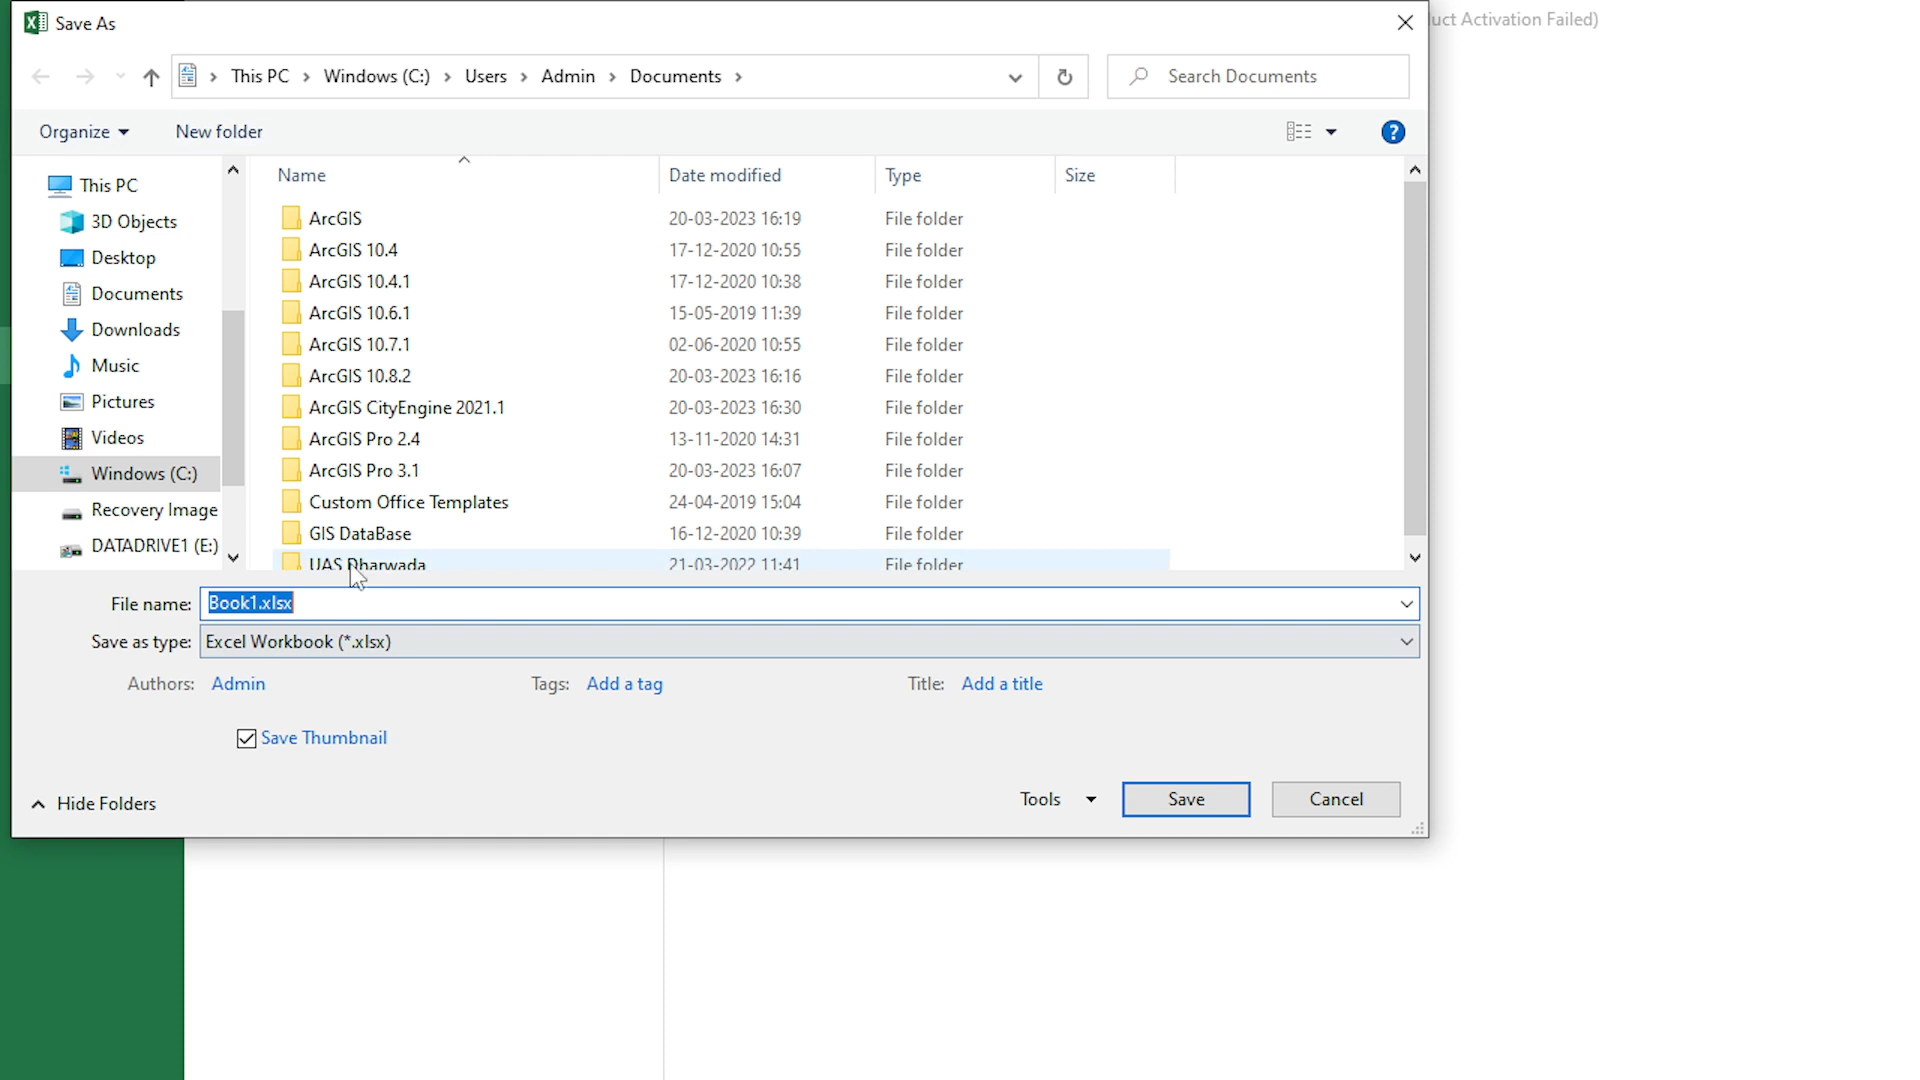 Save As
uct Activation Failed)
This PC > Windows (C:) > Users > Admin > Documents >
Search Documents
Organize
New folder
?
Name
Date modified
Type
Size
This PC
3D Objects
Desktop
Documents
Downloads
Music
Pictures
Videos
Windows (C:)
Recovery Image
DATADRIVE1 (E:)
ArcGIS 20-03-2023 16:19 File folder
ArcGIS 10.4 17-12-2020 10:55 File folder
ArcGIS 10.4.1 17-12-2020 10:38 File folder
ArcGIS 10.6.1 15-05-2019 11:39 File folder
ArcGIS 10.7.1 02-06-2020 10:55 File folder
ArcGIS 10.8.2 20-03-2023 16:16 File folder
ArcGIS CityEngine 2021.1 20-03-2023 16:30 File folder
ArcGIS Pro 2.4 13-11-2020 14:31 File folder
ArcGIS Pro 3.1 20-03-2023 16:07 File folder
Custom Office Templates 24-04-2019 15:04 File folder
GIS DataBase 16-12-2020 10:39 File folder
UAS Dharwada 21-03-2022 11:41 File folder
File name: Book1.xlsx
Save as type: Excel Workbook (*.xlsx)
Authors: Admin
Tags: Add a tag
Title: Add a title
Save Thumbnail
Hide Folders
Tools
Save
Cancel